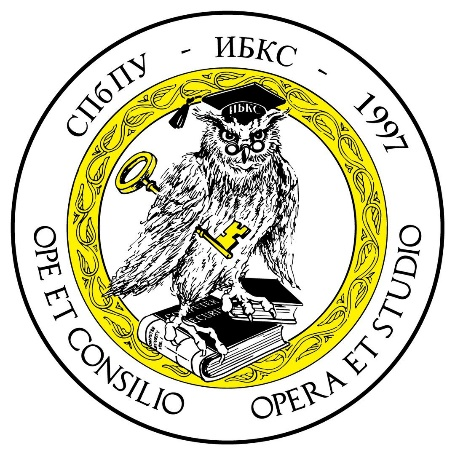 СПбПУ - ИБКС - 1997
ИБКС
OPE ET CONSILIO
OPERA ET STUDIO